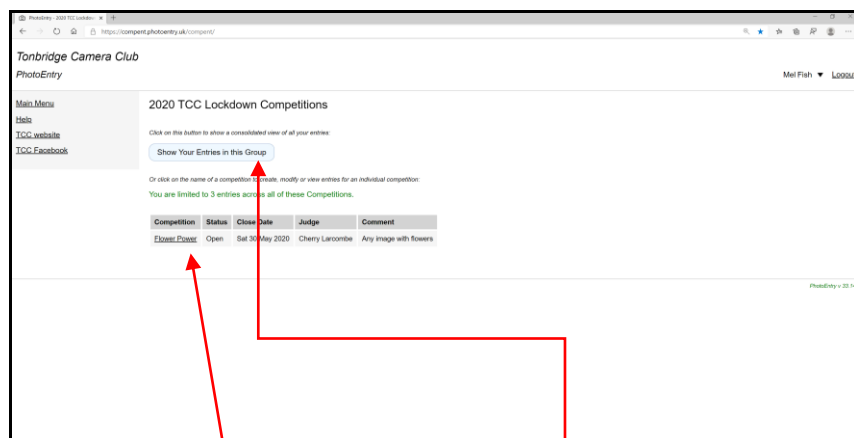 PhotoEntry - 2020 TCC Lockdow
https://compent.photoentry.uk/compent/
Tonbridge Camera Club
PhotoEntry
Mel Fish ▼ Logou
Main Menu
Help
TCC website
TCC Facebook
2020 TCC Lockdown Competitions
Click on this button to show a consolidated view of all your entries:
Show Your Entries in this Group
Or click on the name of a competition to create, modify or view entries for an individual competition:
You are limited to 3 entries across all of these Competitions.
Competition Status Close Date Judge Comment
Flower Power Open Sat 30 May 2020 Cherry Larcombe Any image with flowers
PhotoEntry v